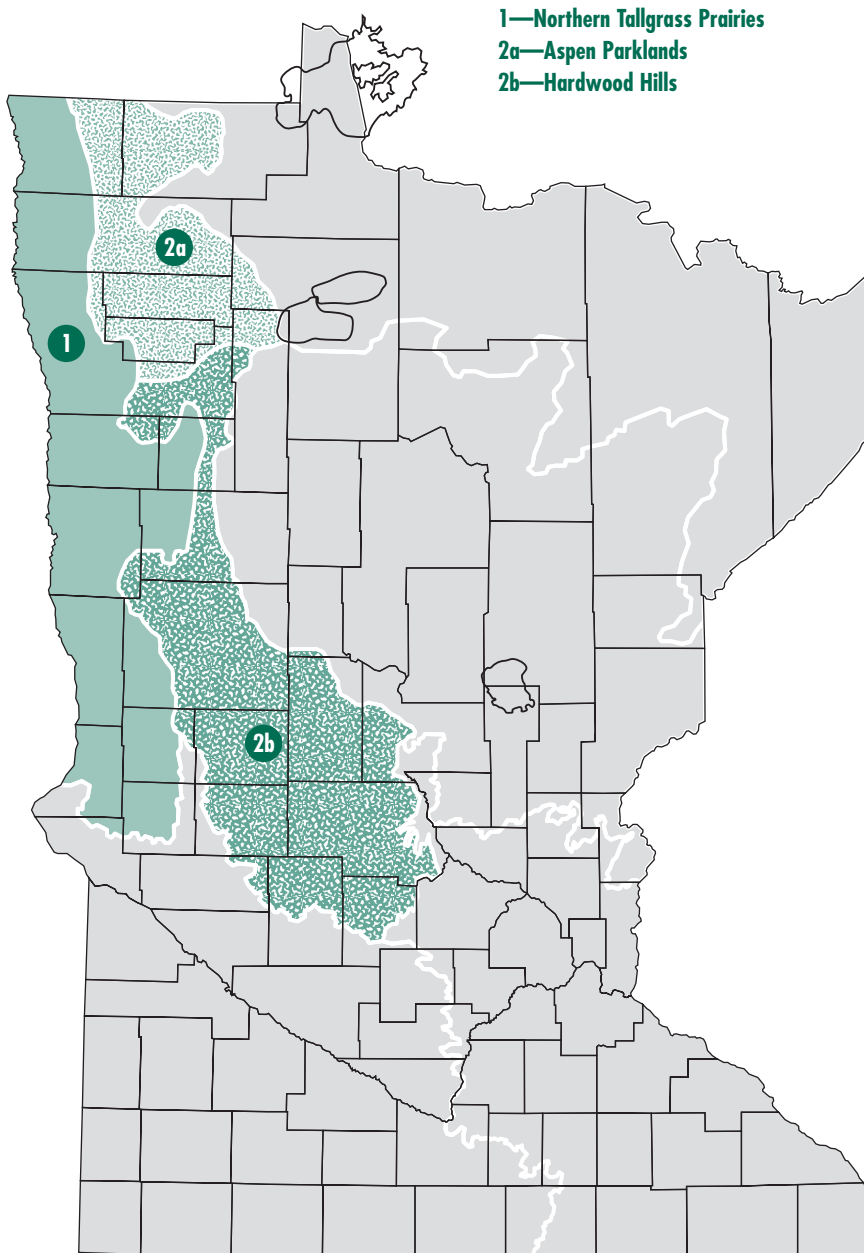 1—Northern Tallgrass Prairies
2a—Aspen Parklands
2b—Hardwood Hills
2a
1
2b